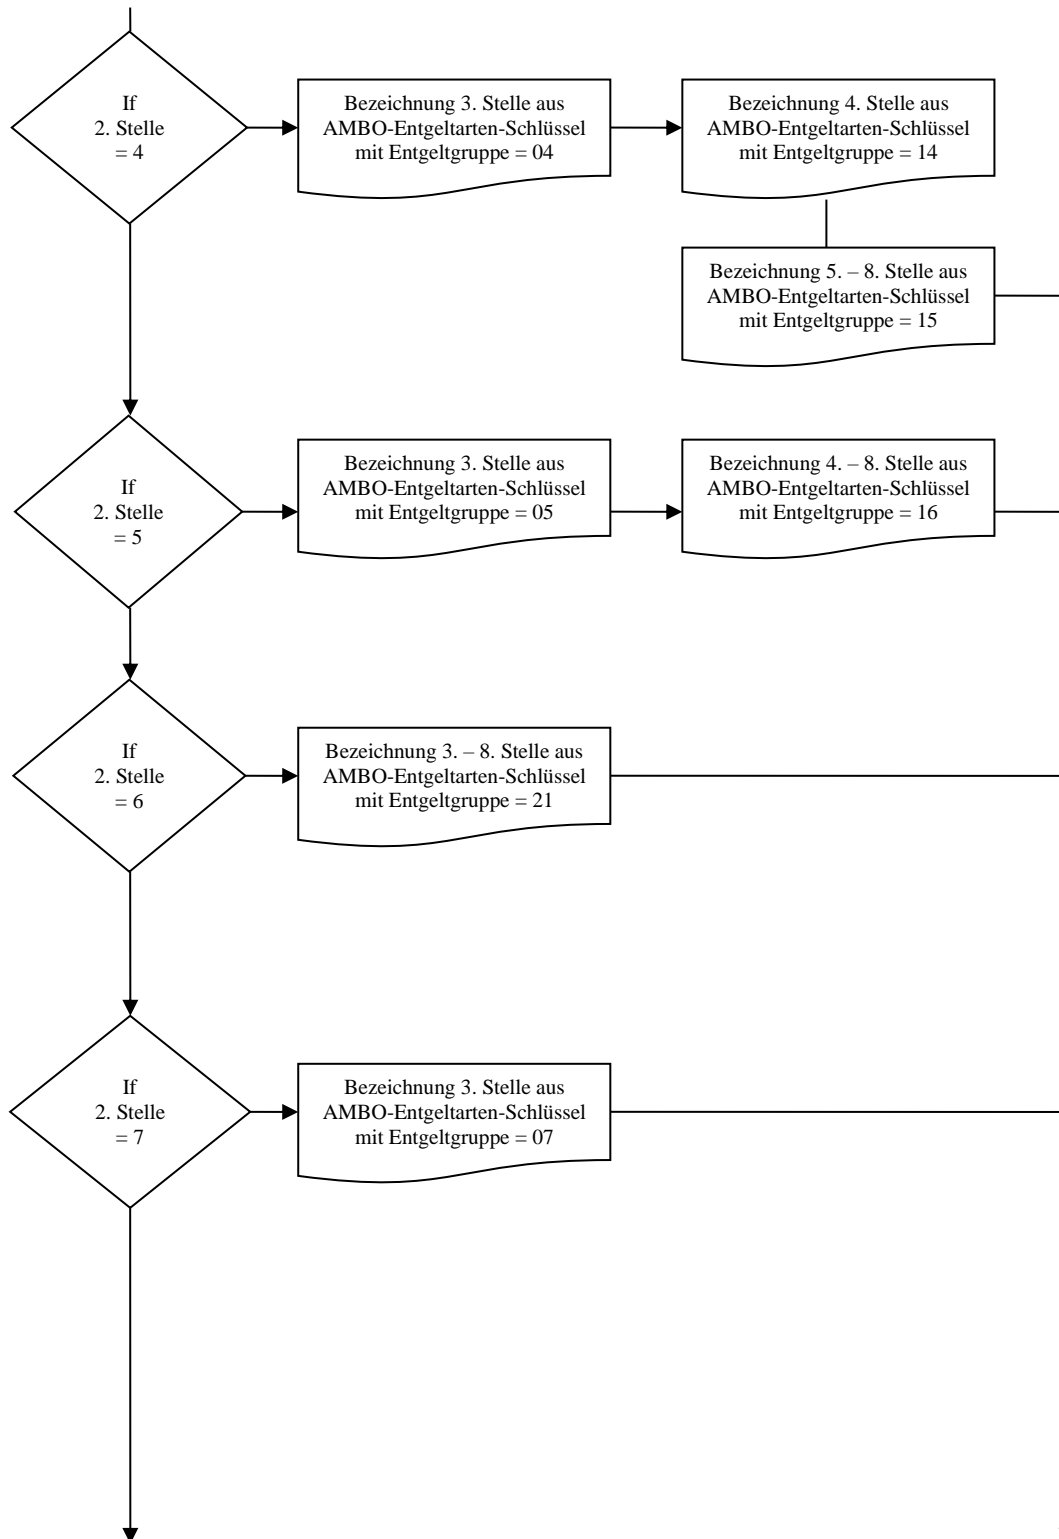 If
2. Stelle
= 4
Bezeichnung 3. Stelle aus
AMBO-Entgeltarten-Schlüssel
mit Entgeltgruppe = 04
Bezeichnung 4. Stelle aus
AMBO-Entgeltarten-Schlüssel
mit Entgeltgruppe = 14
Bezeichnung 5. – 8. Stelle aus
AMBO-Entgeltarten-Schlüssel
mit Entgeltgruppe = 15
If
2. Stelle
= 5
Bezeichnung 3. Stelle aus
AMBO-Entgeltarten-Schlüssel
mit Entgeltgruppe = 05
Bezeichnung 4. – 8. Stelle aus
AMBO-Entgeltarten-Schlüssel
mit Entgeltgruppe = 16
If
2. Stelle
= 6
Bezeichnung 3. – 8. Stelle aus
AMBO-Entgeltarten-Schlüssel
mit Entgeltgruppe = 21
If
2. Stelle
= 7
Bezeichnung 3. Stelle aus
AMBO-Entgeltarten-Schlüssel
mit Entgeltgruppe = 07